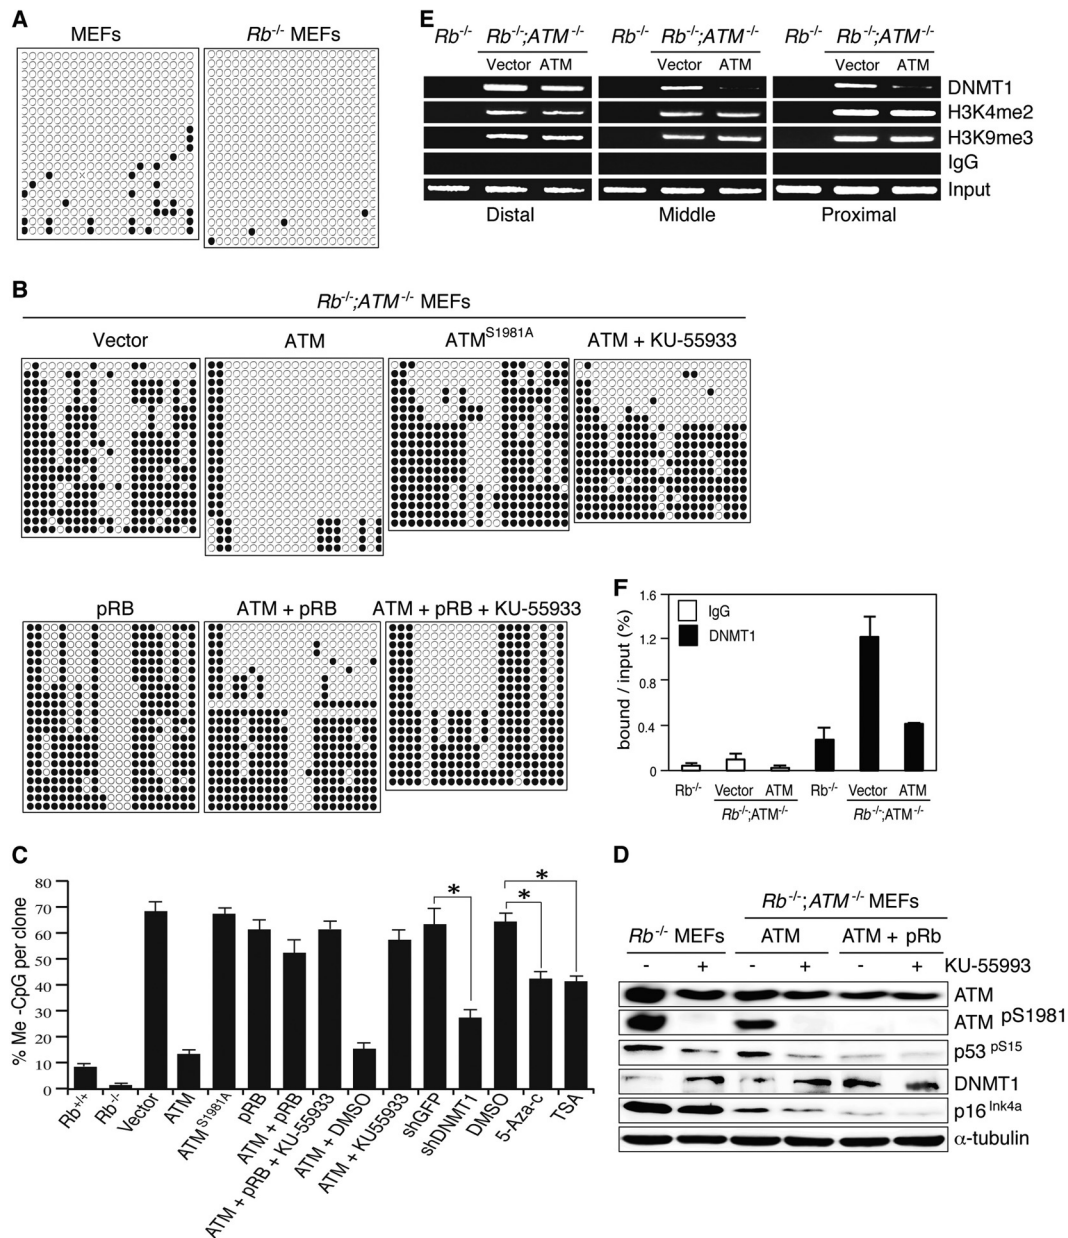 A
MEFs
Rb-/- MEFs
B
Rb-/-;ATM-/- MEFs
Vector
ATM
ATM S1981A
ATM + KU-55933
pRB
ATM + pRB
ATM + pRB + KU-55933
C
% Me -CpG per clone
80
70
60
50
40
30
20
10
0
Rb+/+
Rb-/-
Vector
ATM
ATM S1981A
pRB
ATM + pRB
ATM + pRB + KU-55933
ATM + DMSO
ATM + KU55933
shGFP
shDNMT1
DMSO
5-Aza-c
TSA
*
*
*
E
Rb-/- Rb-/-;ATM-/- Rb-/- Rb-/-;ATM-/- Rb-/- Rb-/-;ATM-/-
Vector ATM Vector ATM Vector ATM
DNMT1
H3K4me2
H3K9me3
IgG
Input
Distal Middle Proximal
F
bound / input (%)
1.6
1.2
0.4
0
IgG
DNMT1
Rb-/- Vector ATM Rb-/- Vector ATM
Rb-/-;ATM-/- Rb-/-;ATM-/-
D
Rb-/-;ATM-/- MEFs
Rb-/- MEFs ATM ATM + pRb
- + - + - + KU-55993
ATM
ATM pS1981
p53 pS15
DNMT1
p16 Ink4a
α-tubulin